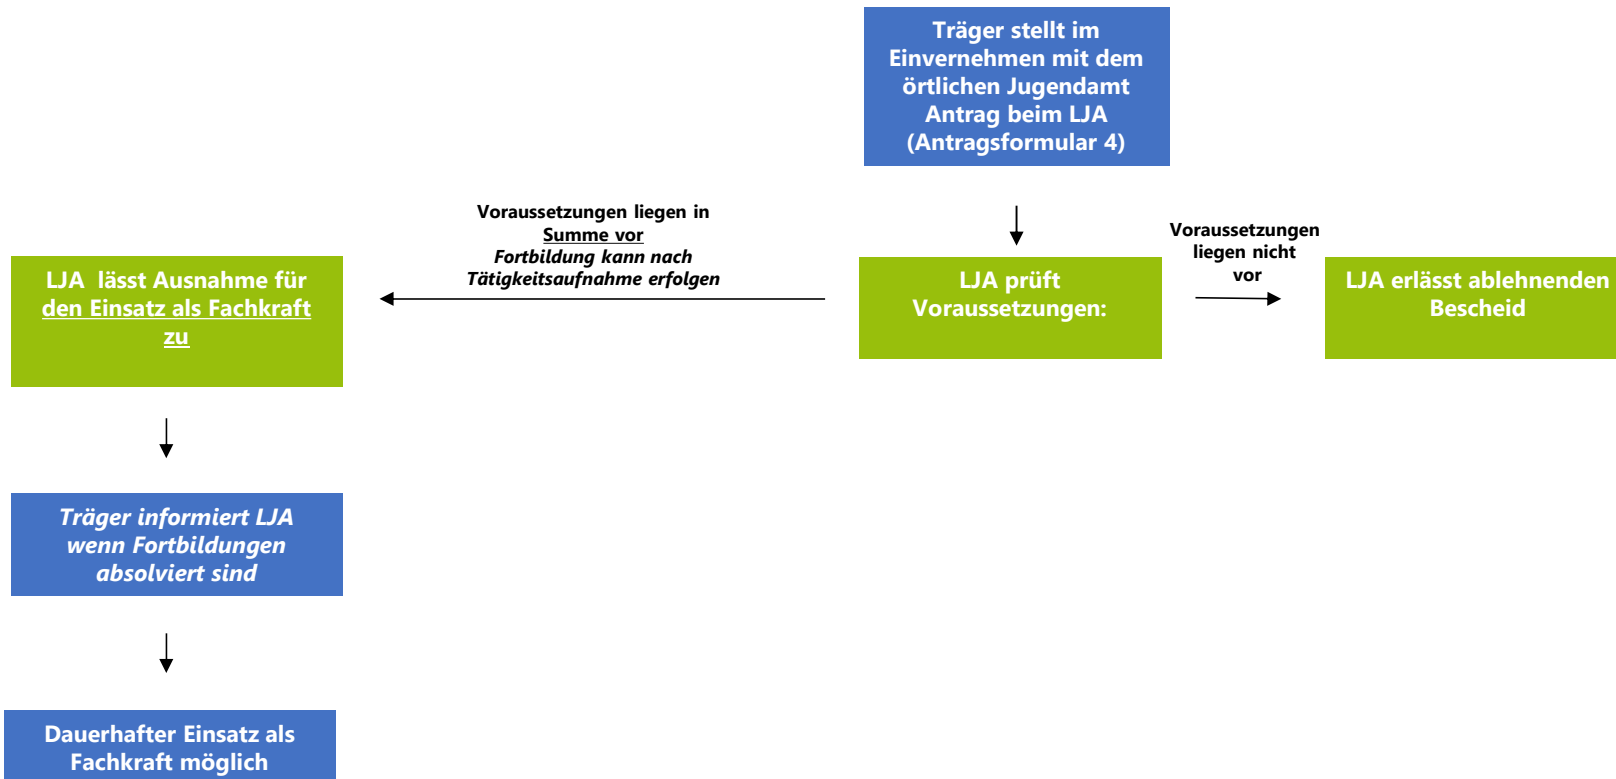 Träger stellt im
Einvernehmen mit dem
örtlichen Jugendamt
Antrag beim LJA
(Antragsformular 4)
Voraussetzungen liegen in
Summe vor
Fortbildung kann nach
Tätigkeitsaufnahme erfolgen
Voraussetzungen
liegen nicht
vor
LJA lässt Ausnahme für
den Einsatz als Fachkraft
zu
LJA prüft
Voraussetzungen:
LJA erlässt ablehnenden
Bescheid
Träger informiert LJA
wenn Fortbildungen
absolviert sind
Dauerhafter Einsatz als
Fachkraft möglich